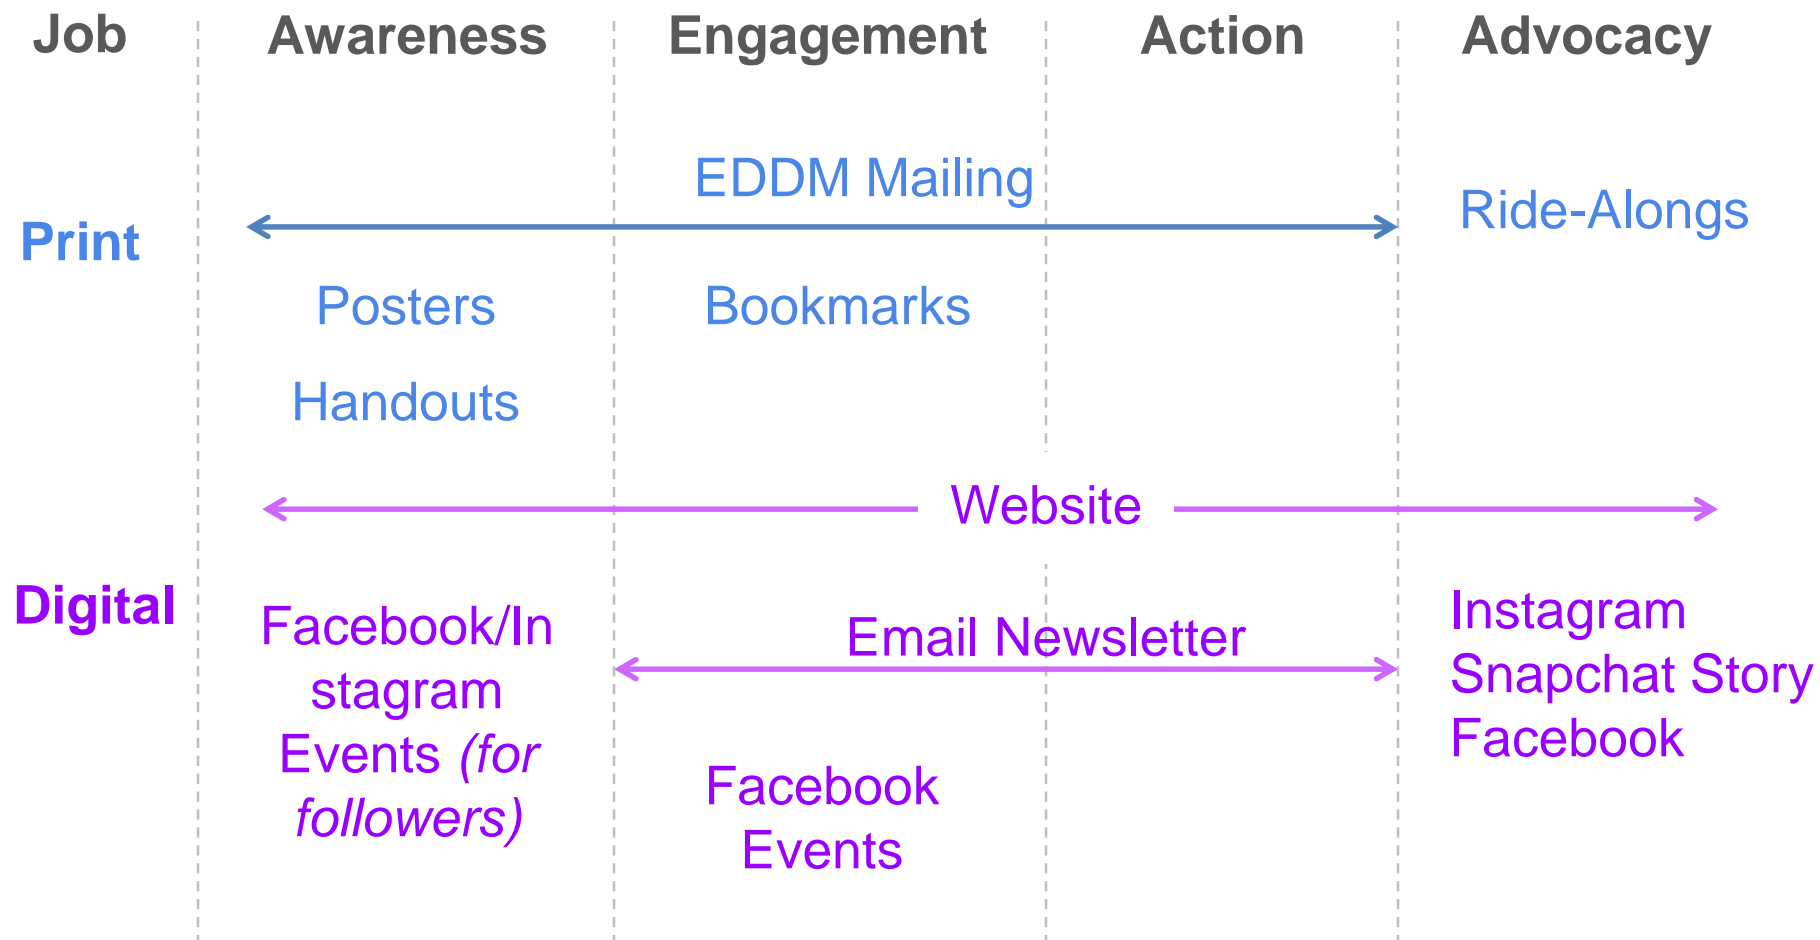 Job Awareness Engagement Action Advocacy
EDDM Mailing
Ride-Alongs
Print
Posters Bookmarks
Handouts
Website
Digital
Facebook/In
stagram
Events (for
followers)
Email Newsletter
Facebook
Events
Instagram
Snapchat Story
Facebook